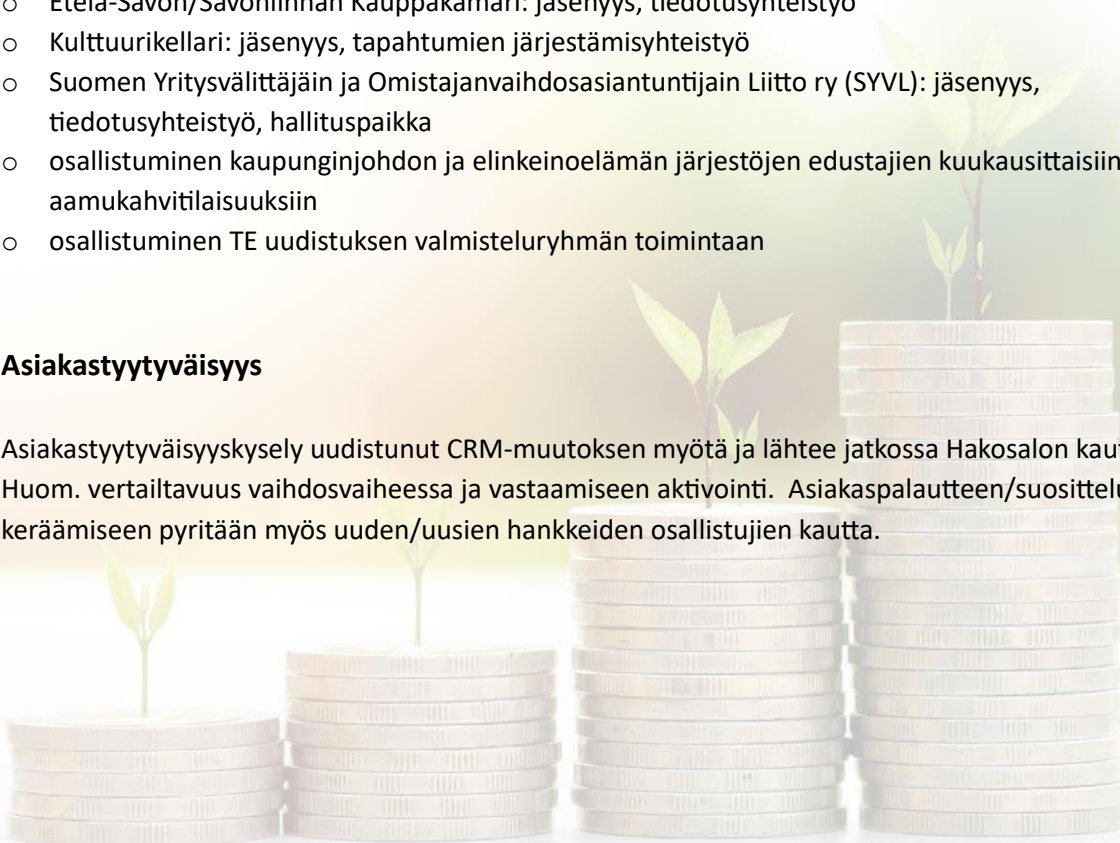 o Etelä-Savon/Savonlinnan Kauppakamari: jäsenyys, tiedotusyhteistyö
o Kulttuurikellari: jäsenyys, tapahtumien järjestämisyhteistyö
o Suomen Yritysvälittäjäin ja Omistajanvaihdosasiantuntijain Liitto ry (SYVL): jäsenyys,
tiedotusyhteistyö, hallituspaikka
o osallistuminen kaupunginjohdon ja elinkeinoelämän järjestöjen edustajien kuukausittaisiin
aamukahvitilaisuuksiin
o osallistuminen TE uudistuksen valmisteluryhmän toimintaan
Asiakastyytyväisyys
Asiakastyytyväisyyskysely uudistunut CRM-muutoksen myötä ja lähtee jatkossa Hakosalon
Huom. vertailtavuus vaihdosvaiheessa ja vastaamiseen aktivointi. Asiakaspalautteen/
keräämiseen pyritään myös uuden/uusien hankkeiden osallistujien kautta.